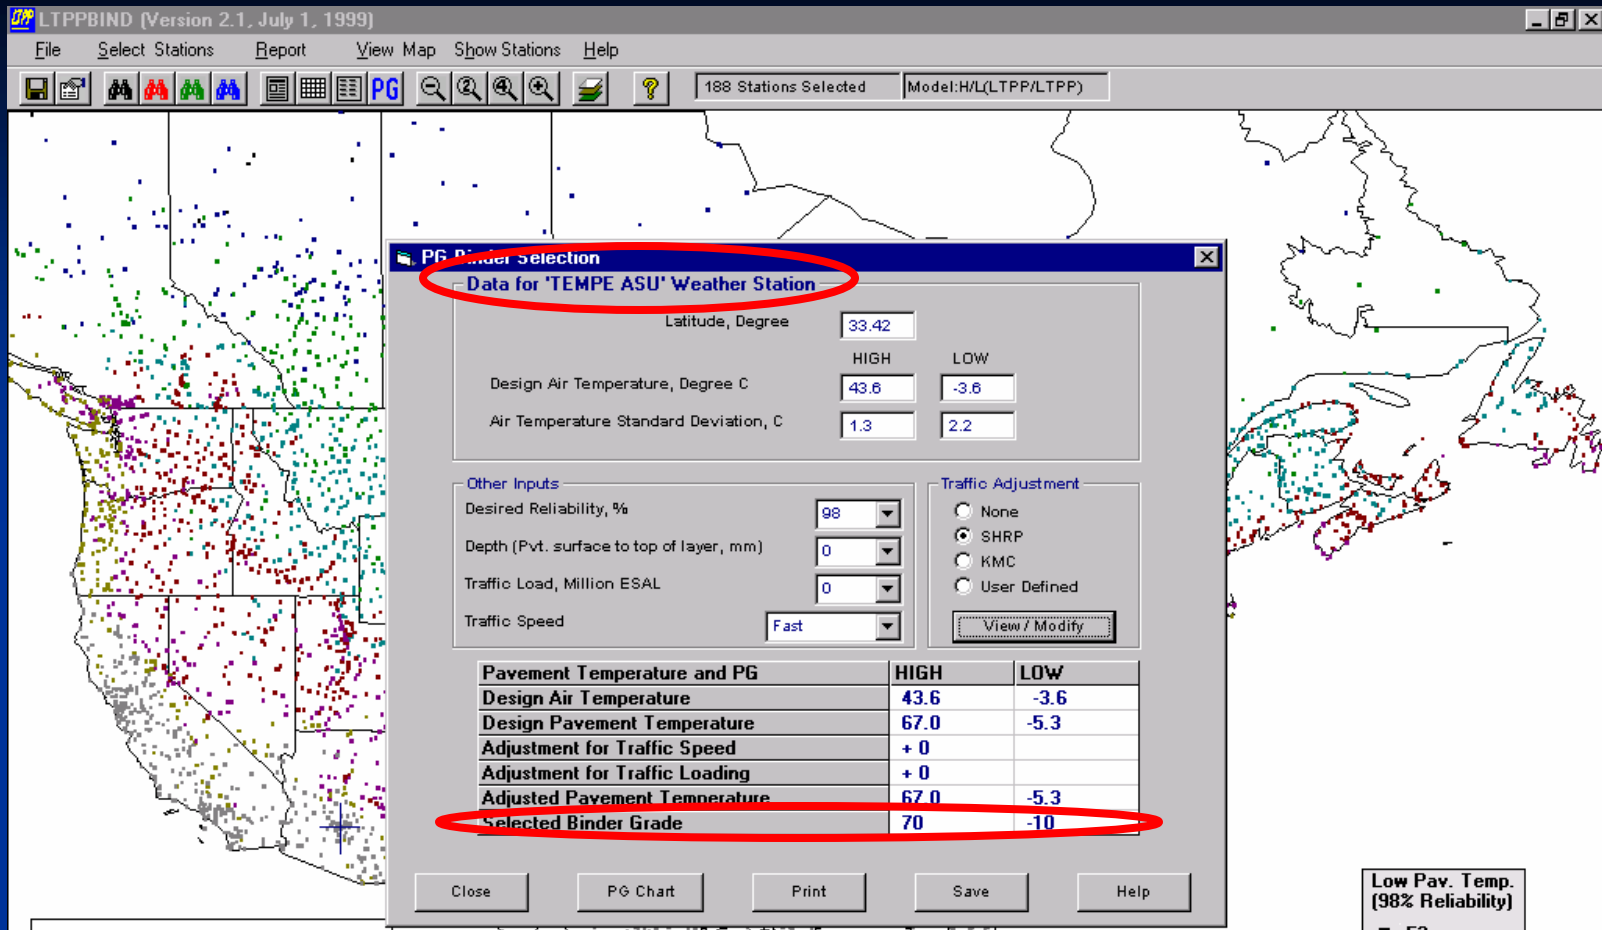 LTPPBIND (Version 2.1, July 1, 1999)
File Select Stations Report View Map Show Stations Help
PG 188 Stations Selected Model:H/L(LTPP/LTPP)
PG Binder Selection
Data for 'TEMPE ASU' Weather Station
Latitude, Degree 33.42
HIGH LOW
Design Air Temperature, Degree C 43.6 -3.6
Air Temperature Standard Deviation, C 1.3 2.2
Other Inputs
Desired Reliability, % 98
Depth (Pvt. surface to top of layer, mm) 0
Traffic Load, Million ESAL 0
Traffic Speed Fast
Traffic Adjustment
None
SHRP
KMC
User Defined
View / Modify
Pavement Temperature and PG HIGH LOW
Design Air Temperature 43.6 -3.6
Design Pavement Temperature 67.0 -5.3
Adjustment for Traffic Speed + 0
Adjustment for Traffic Loading + 0
Adjusted Pavement Temperature 67.0 -5.3
Selected Binder Grade 70 -10
Close PG Chart Print Save Help
Low Pav. Temp.
(98% Reliability)